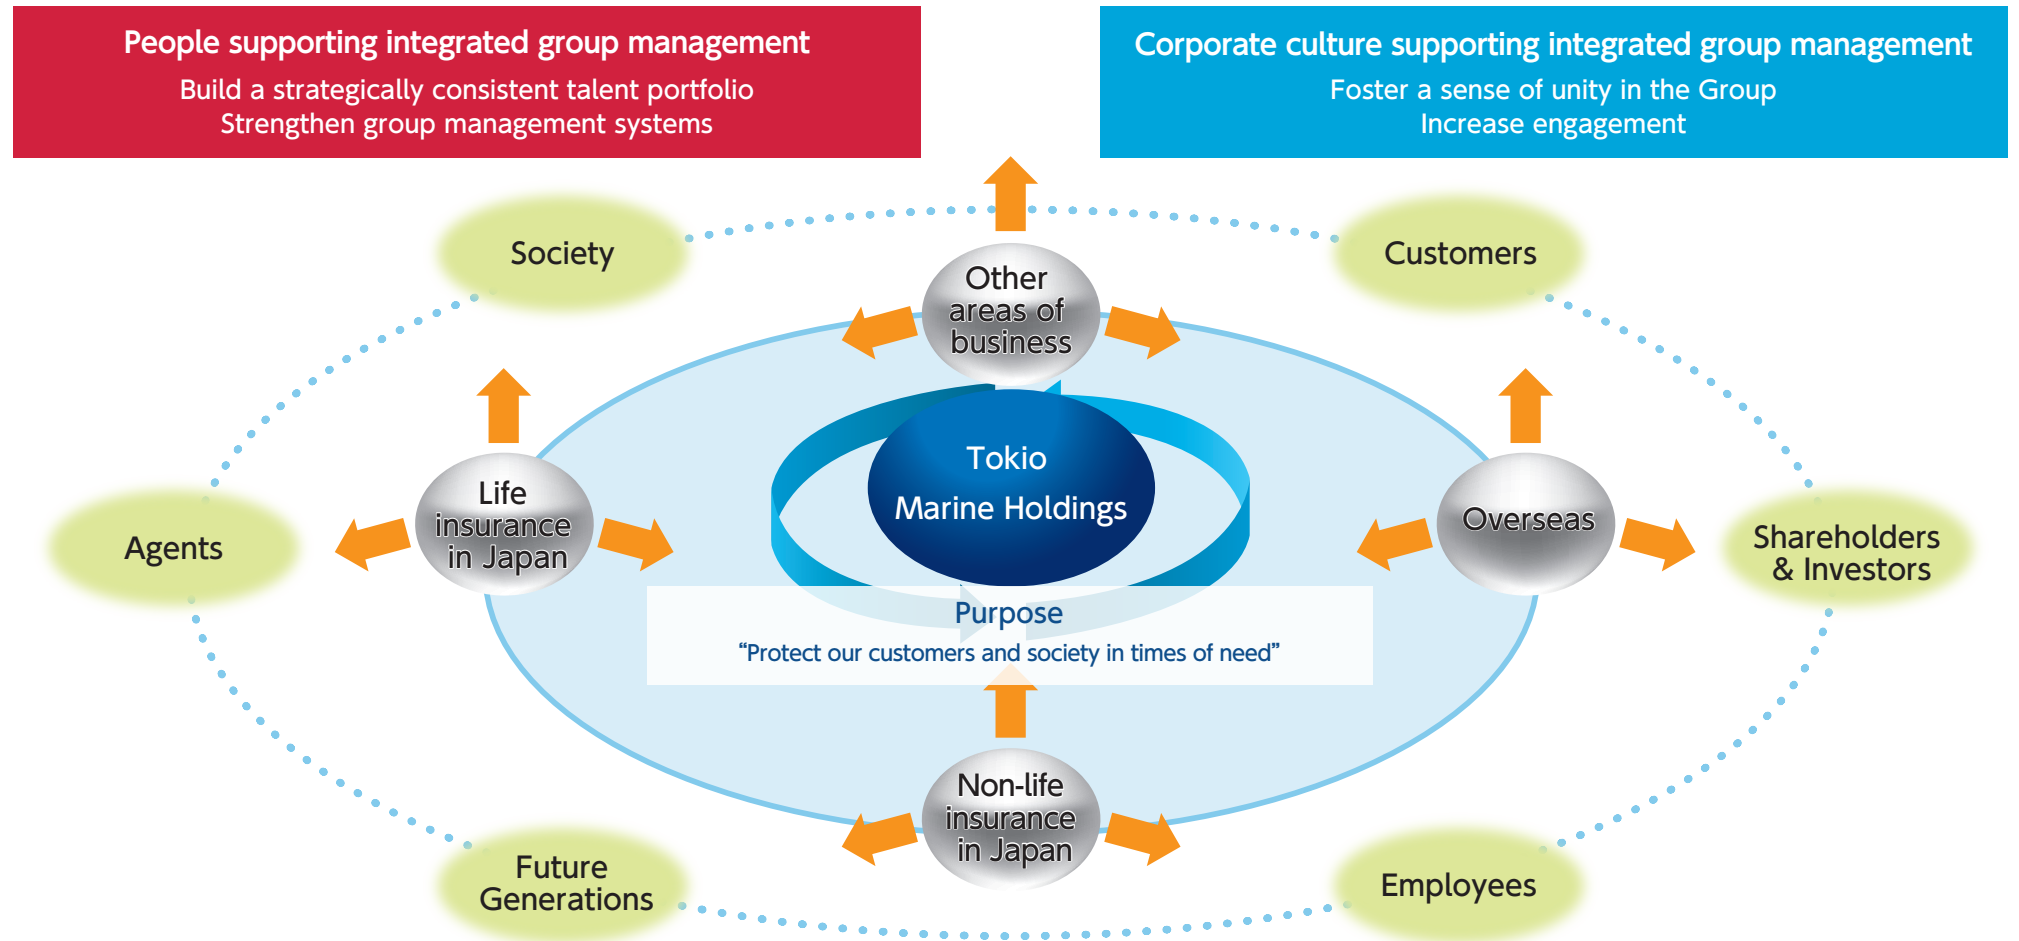 People supporting integrated group management
Build a strategically consistent talent portfolio
Strengthen group management systems
Corporate culture supporting integrated group management
Foster a sense of unity in the Group
Increase engagement
Society
Customers
Other
areas of
business
Life
insurance
in Japan
Tokio
Marine Holdings
Overseas
Agents
Shareholders
& Investors
Purpose
“Protect our customers and society in times of need”
Non-life
insurance
in Japan
Future
Generations
Employees